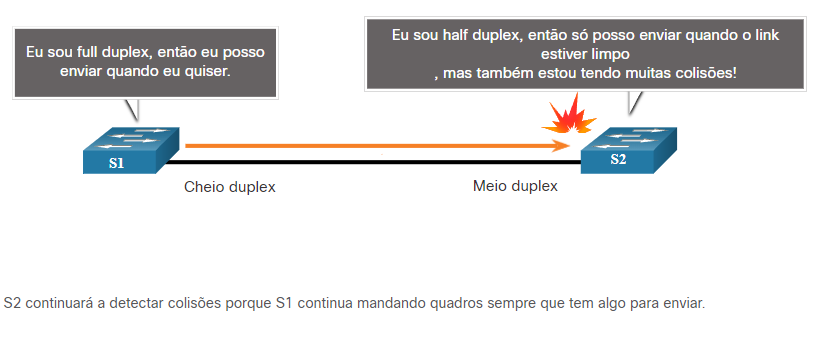 Eu sou full duplex, então eu posso
enviar quando eu quiser.
Eu sou half duplex, então só posso enviar quando o link
estiver limpo
, mas também estou tendo muitas colisões!
S1
S2
Cheio duplex
Meio duplex
S2 continuará a detectar colisões porque S1 continua mandando quadros sempre que tem algo para enviar.